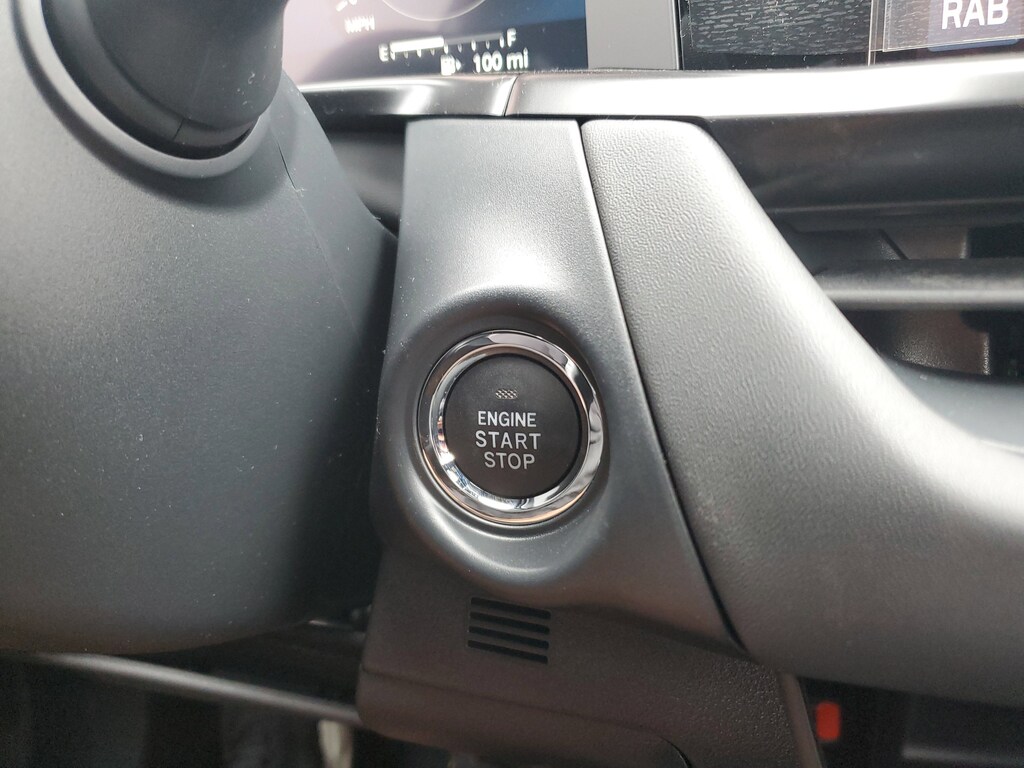 MPH
E F
100 mi
RAB
ENGINE
START
STOP